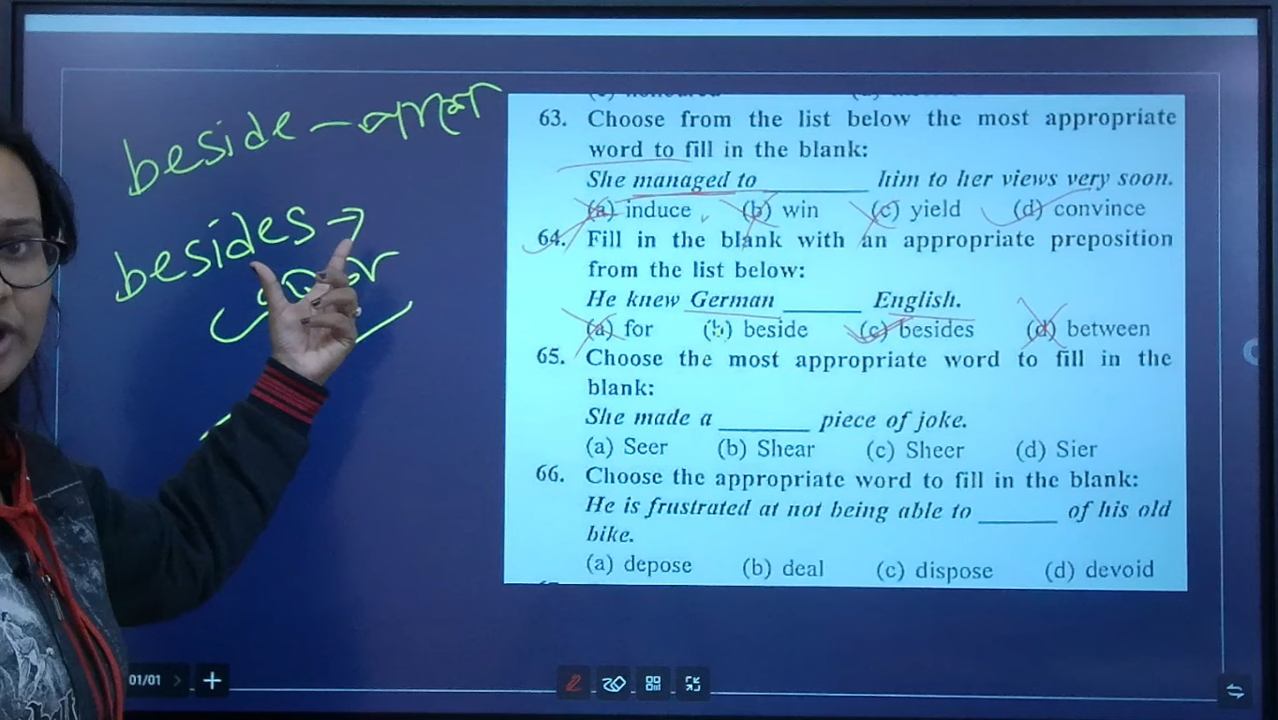 beside –
besides →
63. Choose from the list below the most appropriate
word to fill in the blank:
She managed to ________ him to her views very soon.
(a) induce (b) win (c) yield (d) convince
64. Fill in the blank with an appropriate preposition
from the list below:
He knew German ______ English.
(a) for (b) beside (c) besides (d) between
65. Choose the most appropriate word to fill in the
blank:
She made a _______ piece of joke.
(a) Seer (b) Shear (c) Sheer (d) Sier
66. Choose the appropriate word to fill in the blank:
He is frustrated at not being able to ______ of his old
bike.
(a) depose (b) deal (c) dispose (d) devoid
01/01